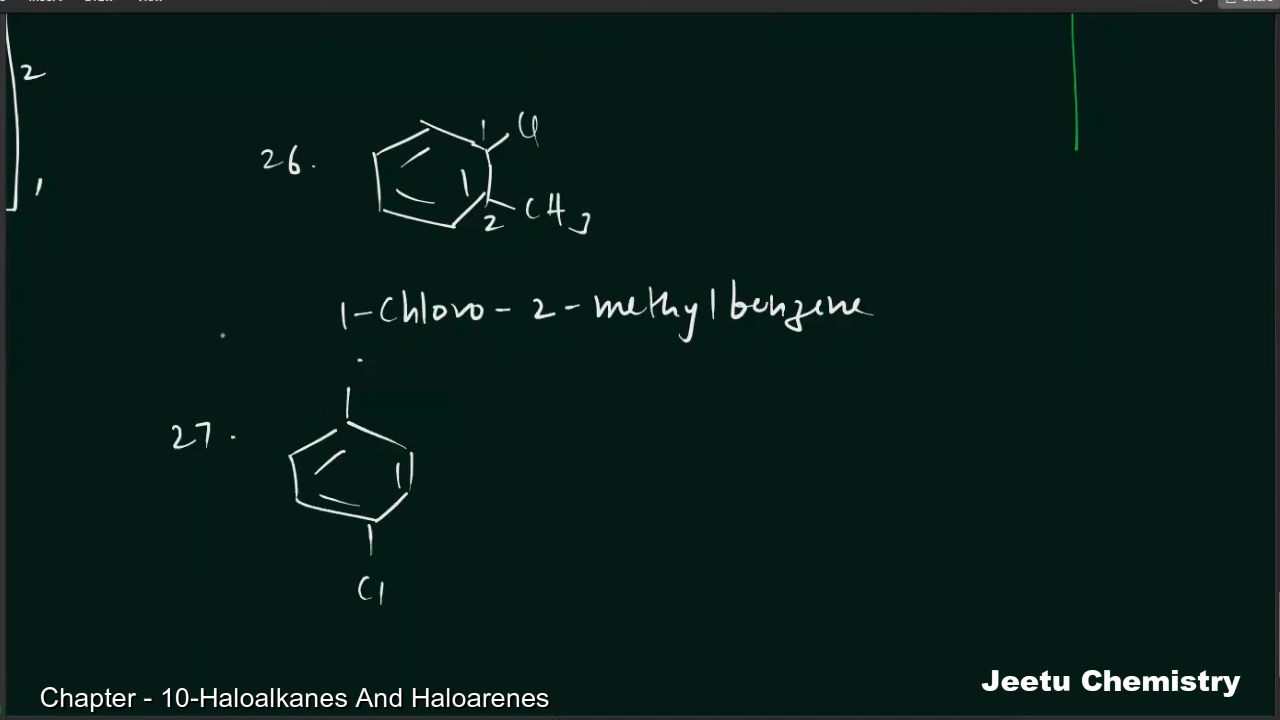 2
,
26.
1 Cl
2 CH3
1-Chloro-2-methylbenzene
27.
Cl
Jeetu Chemistry
Chapter - 10-Haloalkanes And Haloarenes